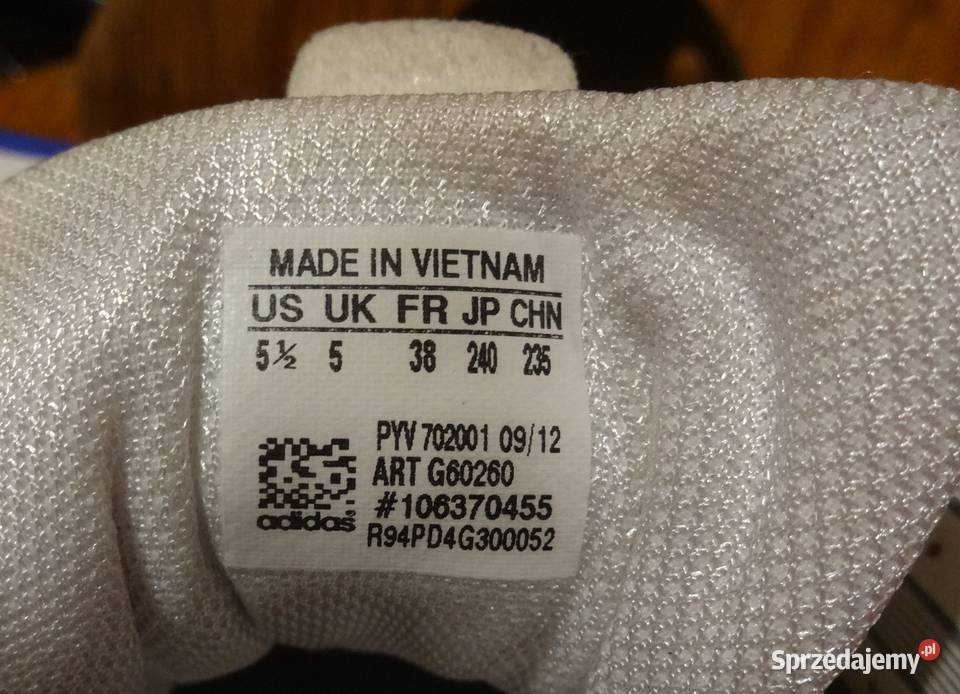 MADE IN VIETNAM
US UK FR JP CHN
5½ 5 38 240 235
PYV 702001 09/12
ART G60260
#106370455
R94PD4G300052
adidas
Sprzedajemy.pl